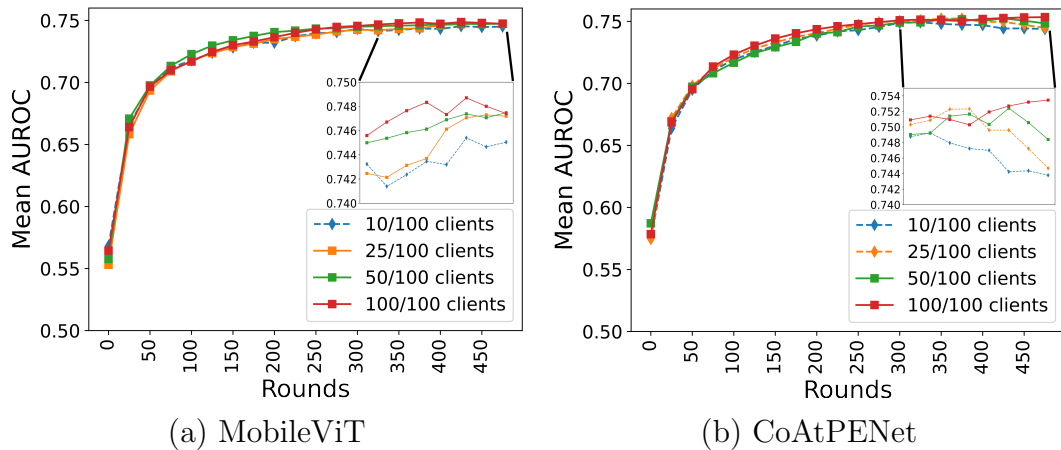 0.75
0.70
0.65
0.60
0.55
0.50
Mean AUROC
0.750
0.748
0.746
0.744
0.742
0.740
10/100 clients
25/100 clients
50/100 clients
100/100 clients
0 50 100 150 200 250 300 350 400 450
Rounds
(a) MobileViT
0.75
0.70
0.65
0.60
0.55
0.50
Mean AUROC
0.754
0.752
0.750
0.748
0.746
0.744
0.742
0.740
10/100 clients
25/100 clients
50/100 clients
100/100 clients
0 50 100 150 200 250 300 350 400 450
Rounds
(b) CoAtPENet